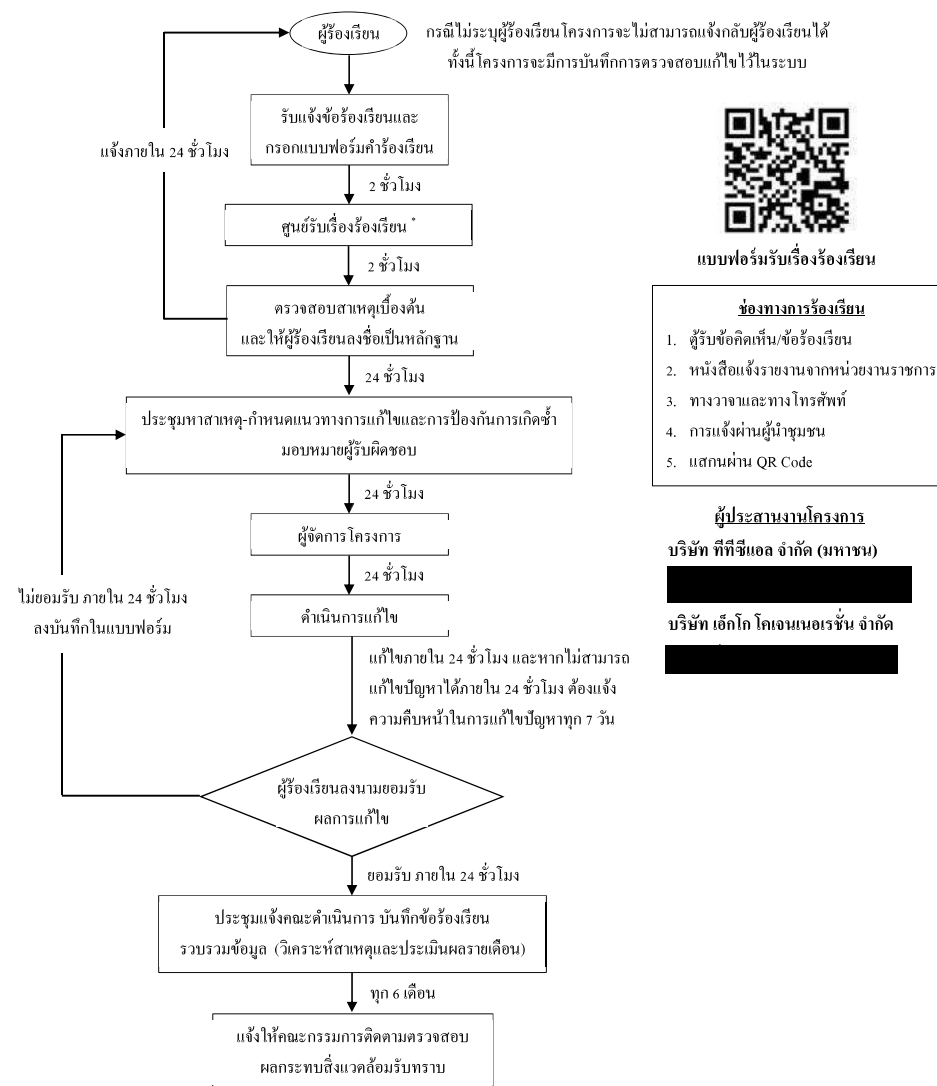 ผู้ร้องเรียน
กรณีไม่ระบุผู้ร้องเรียนโครงการจะไม่สามารถแจ้งกลับผู้ร้องเรียนได้
ทั้งนี้โครงการจะมีการบันทึกการตรวจสอบแก้ไขไว้ในระบบ
รับแจ้งข้อร้องเรียนและ
กรอกแบบฟอร์มคำร้องเรียน
แจ้งภายใน 24 ชั่วโมง
2 ชั่วโมง
ศูนย์รับเรื่องร้องเรียน *
2 ชั่วโมง
ตรวจสอบสาเหตุเบื้องต้น
และให้ผู้ร้องเรียนลงชื่อเป็นหลักฐาน
24 ชั่วโมง
ประชุมหาสาเหตุ-กำหนดแนวทางการแก้ไขและการป้องกันการเกิดซ้ำ
มอบหมายผู้รับผิดชอบ
24 ชั่วโมง
ผู้จัดการโครงการ
24 ชั่วโมง
ดำเนินการแก้ไข
ไม่ยอมรับ ภายใน 24 ชั่วโมง
ลงบันทึกในแบบฟอร์ม
แก้ไขภายใน 24 ชั่วโมง และหากไม่สามารถ
แก้ไขปัญหาได้ภายใน 24 ชั่วโมง ต้องแจ้ง
ความคืบหน้าในการแก้ไขปัญหาทุก 7 วัน
ผู้ร้องเรียนลงนามยอมรับ
ผลการแก้ไข
ยอมรับ ภายใน 24 ชั่วโมง
ประชุมแจ้งคณะดำเนินการ บันทึกข้อร้องเรียน
รวบรวมข้อมูล (วิเคราะห์สาเหตุและประเมินผลรายเดือน)
ทุก 6 เดือน
แจ้งให้คณะกรรมการติดตามตรวจสอบ
ผลกระทบสิ่งแวดล้อมรับทราบ
แบบฟอร์มรับเรื่องร้องเรียน
ช่องทางการร้องเรียน
1. ตู้รับข้อคิดเห็น/ข้อร้องเรียน
2. หนังสือแจ้งรายงานจากหน่วยงานราชการ
3. ทางวาจาและทางโทรศัพท์
4. การแจ้งผ่านผู้นำชุมชน
5. แสกนผ่าน QR Code
ผู้ประสานงานโครงการ
บริษัท ทีทีซีแอล จำกัด (มหาชน)
บริษัท เอ็กโก โคเจนเนอเรชั่น จำกัด